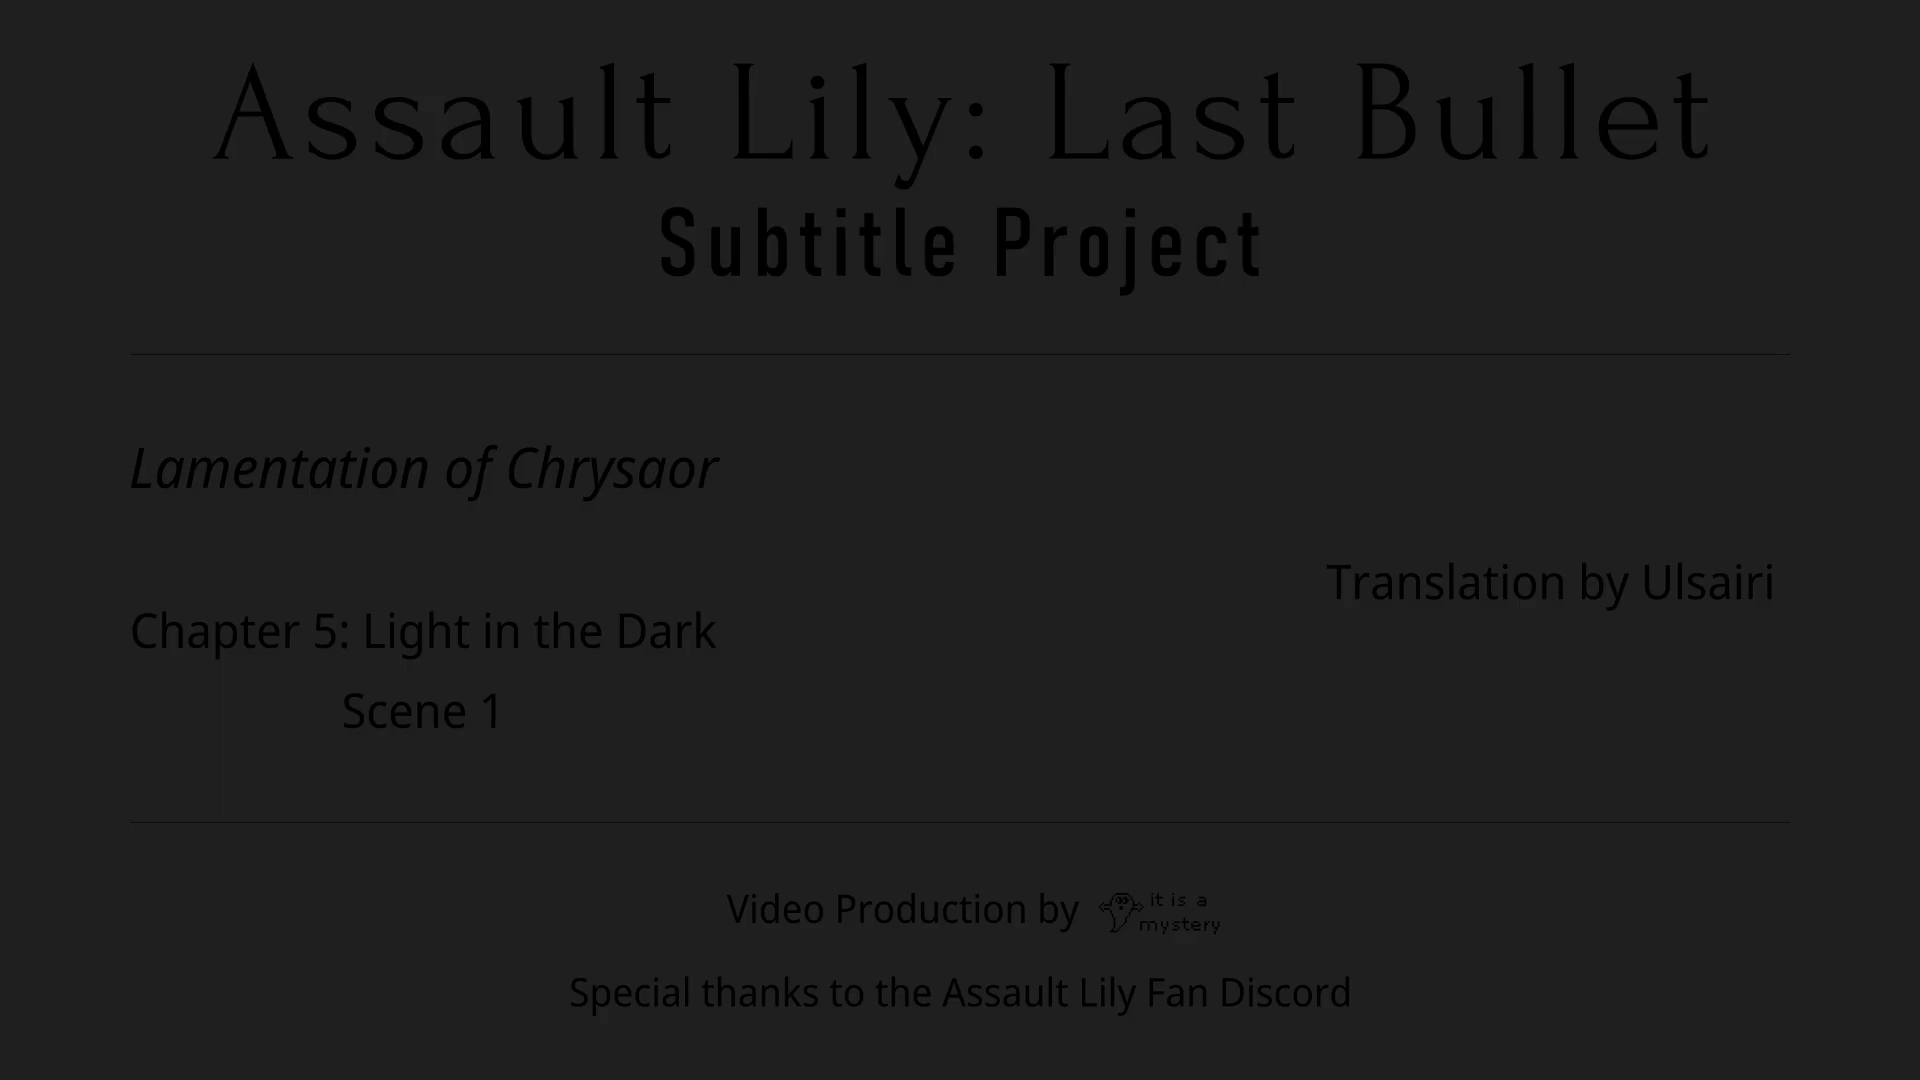 Assault Lily: Last Bullet
Subtitle Project
Lamentation of Chrysaor
Translation by Ulsairi
Chapter 5: Light in the Dark
Scene 1
Video Production by
it is a
mystery
Special thanks to the Assault Lily Fan Discord